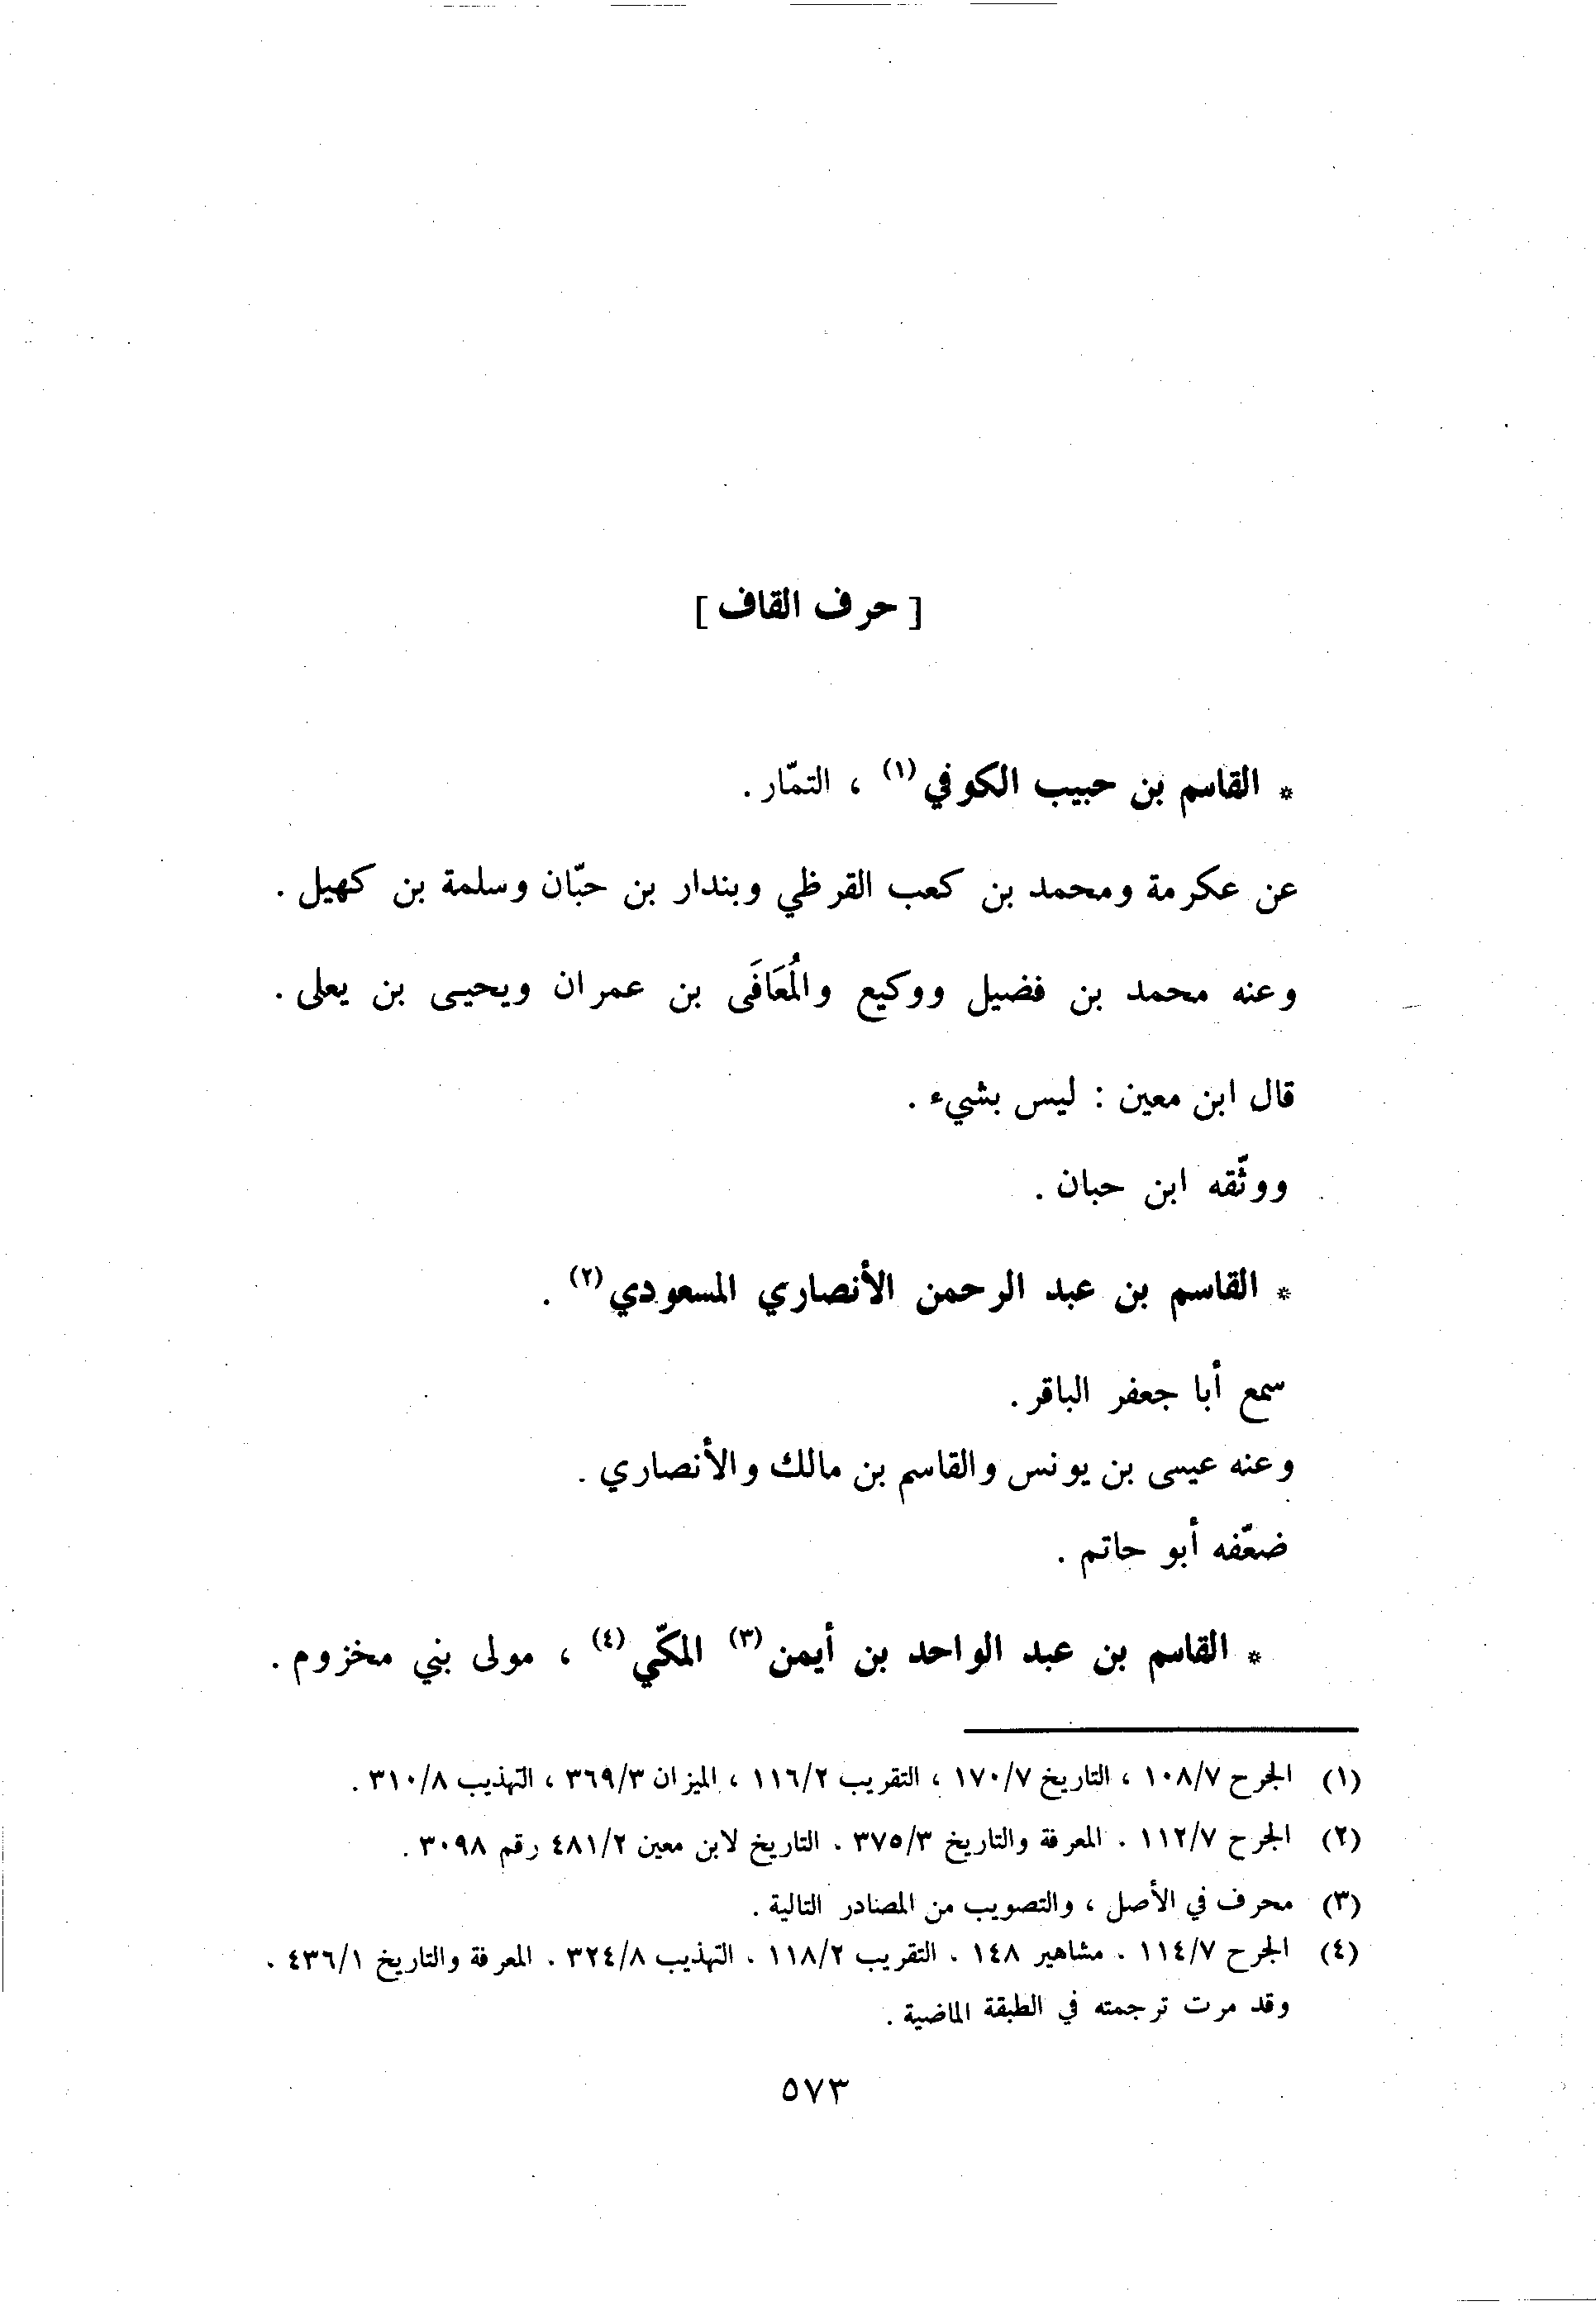 [ حرف القاف ]
* القاسم بن حبيب الكوفي (١) ، التمّار .
عن عكرمة ومحمد بن كعب القرظي وبندار بن حبّان وسلمة بن كهيل .
وعنه محمد بن فضيل ووكيع والمُعَافَى بن عمران ويحيى بن يعلى .
قال ابن معين : ليس بشيء .
ووثّقه ابن حبان .
* القاسم بن عبد الرحمن الأنصاري المسعودي (٢) .
سمع أبا جعفر الباقر .
وعنه عيسى بن يونس والقاسم بن مالك والأنصاري .
ضعّفه أبو حاتم .
* القاسم بن عبد الواحد بن أيمن (٣) المكّي (٤) ، مولى بني مخزوم .
(١) الجرح ١٠٨/٧ ، التاريخ ١٧٠/٧ ، التقريب ١١٦/٢ ، الميزان ٣٦٩/٣ ، التهذيب ٣١٠/٨ .
(٢) الجرح ١١٢/٧ . المعرفة والتاريخ ٣٧٥/٣ . التاريخ لابن معين ٤٨١/٢ رقم ٣٠٩٨ .
(٣) محرف في الأصل ، والتصويب من المصادر التالية .
(٤) الجرح ١١٤/٧ . مشاهير ١٤٨ . التقريب ١١٨/٢ . التهذيب ٣٢٤/٨ . المعرفة والتاريخ ٤٣٦/١ .
وقد مرت ترجمته في الطبقة الماضية .
٥٧٣